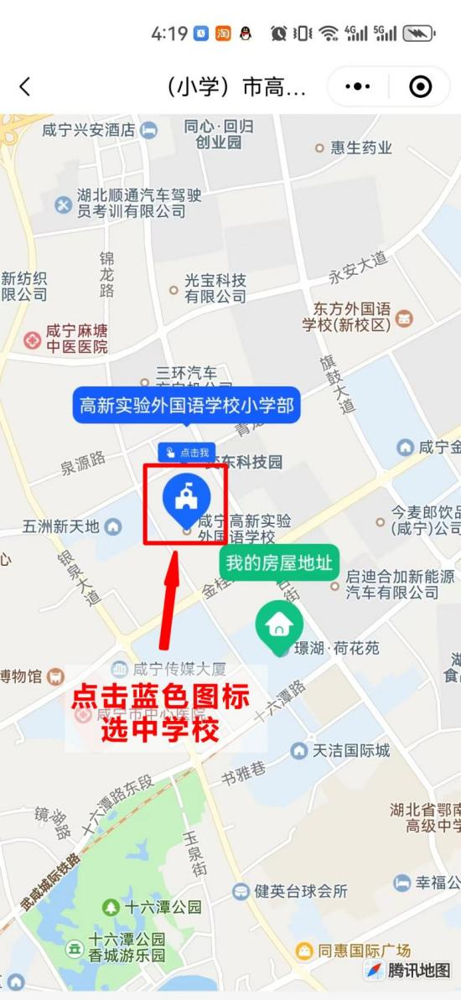 4:19
淘
4G
5G
（小学）市高...
咸宁兴安酒店
同心·回归
创业园
惠生药业
湖北顺通汽车驾驶
员考训有限公司
锦龙路
新纺织
限公司
光宝科技
有限公司
永安大道
东方外国语
学校(新校区)
咸宁麻塘
中医医院
旗鼓大道
三环汽车
高新实验外国语学校小学部
点击我
东科技园
咸宁金
泉源路
咸宁高新实验
外国语学校
五洲新天地
今麦郎饮品
(咸宁)公司
心
我的房屋地址
银泉大道
启迪合加新能源
汽车有限公司
璟湖·荷花苑
咸宁传媒大厦
博物馆
点击蓝色图标
选中学校
咸宁市中心医院
十六潭路
天洁国际城
书雅巷
十六潭路东段
湖北省鄂南
高级中学
玉泉街
武咸城际铁路
健英台球会所
幸福公
十六潭公园
十六潭公园
香城游乐园
同惠国际广场
腾讯地图